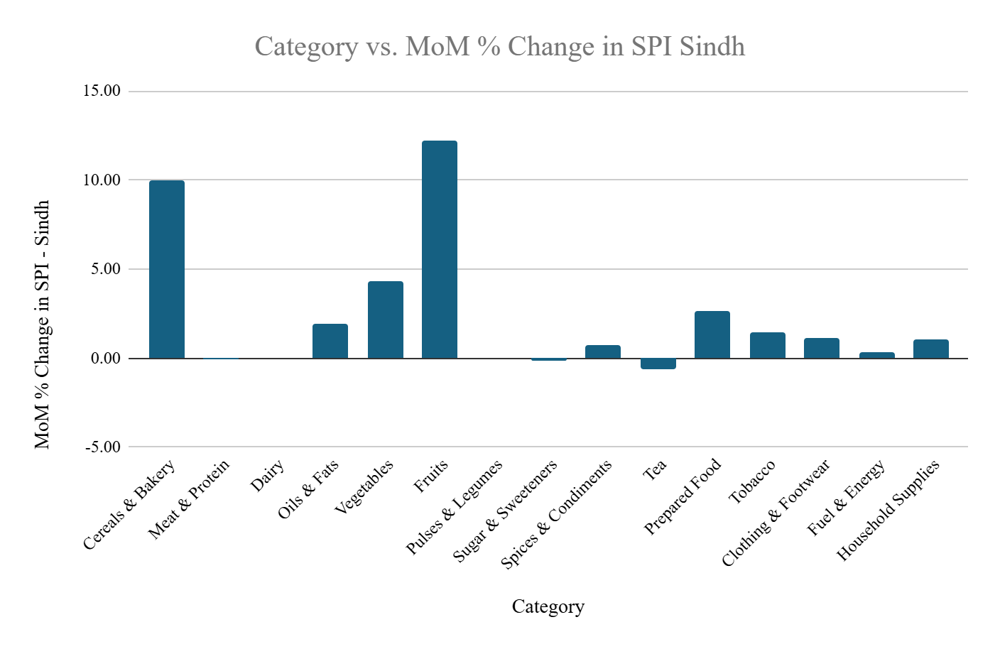 Category vs. MoM % Change in SPI Sindh
MoM % Change in SPI - Sindh
15.00
10.00
5.00
0.00
-5.00
Cereals & Bakery
Meat & Protein
Dairy
Oils & Fats
Vegetables
Fruits
Pulses & Legumes
Sugar & Sweeteners
Spices & Condiments
Tea
Prepared Food
Tobacco
Clothing & Footwear
Fuel & Energy
Household Supplies
Category